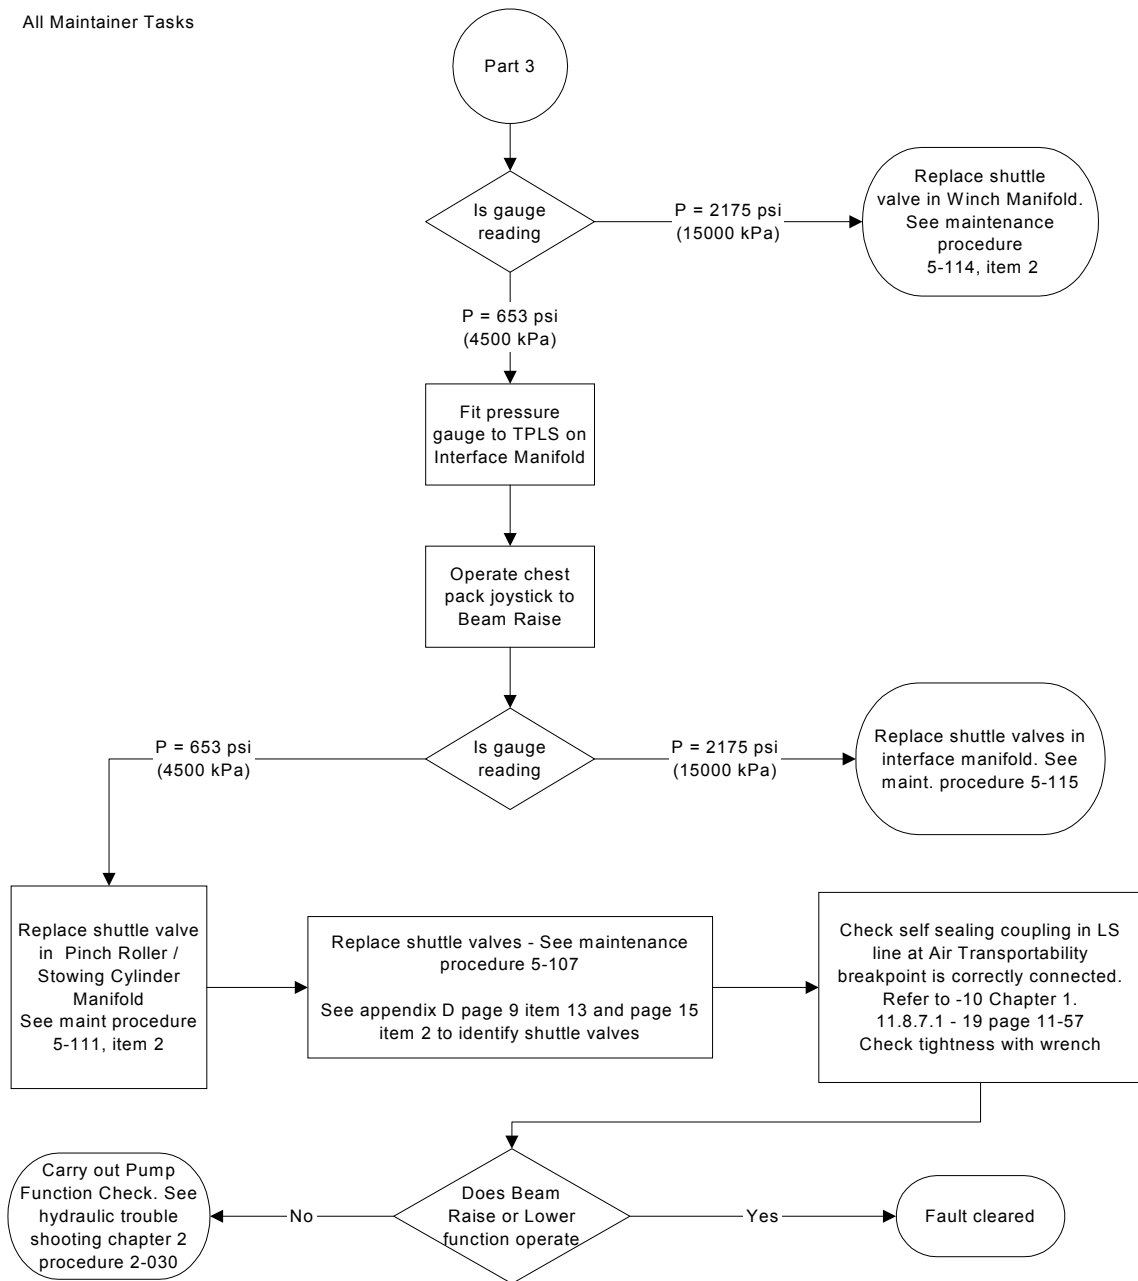 All Maintainer Tasks
Part 3
Is gauge
reading
P = 2175 psi
(15000 kPa)
Replace shuttle
valve in Winch Manifold.
See maintenance
procedure
5-114, item 2
P = 653 psi
(4500 kPa)
Fit pressure
gauge to TPLS on
Interface Manifold
Operate chest
pack joystick to
Beam Raise
Is gauge
reading
P = 653 psi
(4500 kPa)
P = 2175 psi
(15000 kPa)
Replace shuttle valves in
interface manifold. See
maint. procedure 5-115
Replace shuttle valve
in Pinch Roller /
Stowing Cylinder
Manifold
See maint procedure
5-111, item 2
Replace shuttle valves - See maintenance
procedure 5-107
See appendix D page 9 item 13 and page 15
item 2 to identify shuttle valves
Check self sealing coupling in LS
line at Air Transportability
breakpoint is correctly connected.
Refer to -10 Chapter 1.
11.8.7.1 - 19 page 11-57
Check tightness with wrench
Does Beam
Raise or Lower
function operate
No
Carry out Pump
Function Check. See
hydraulic trouble
shooting chapter 2
procedure 2-030
Yes
Fault cleared